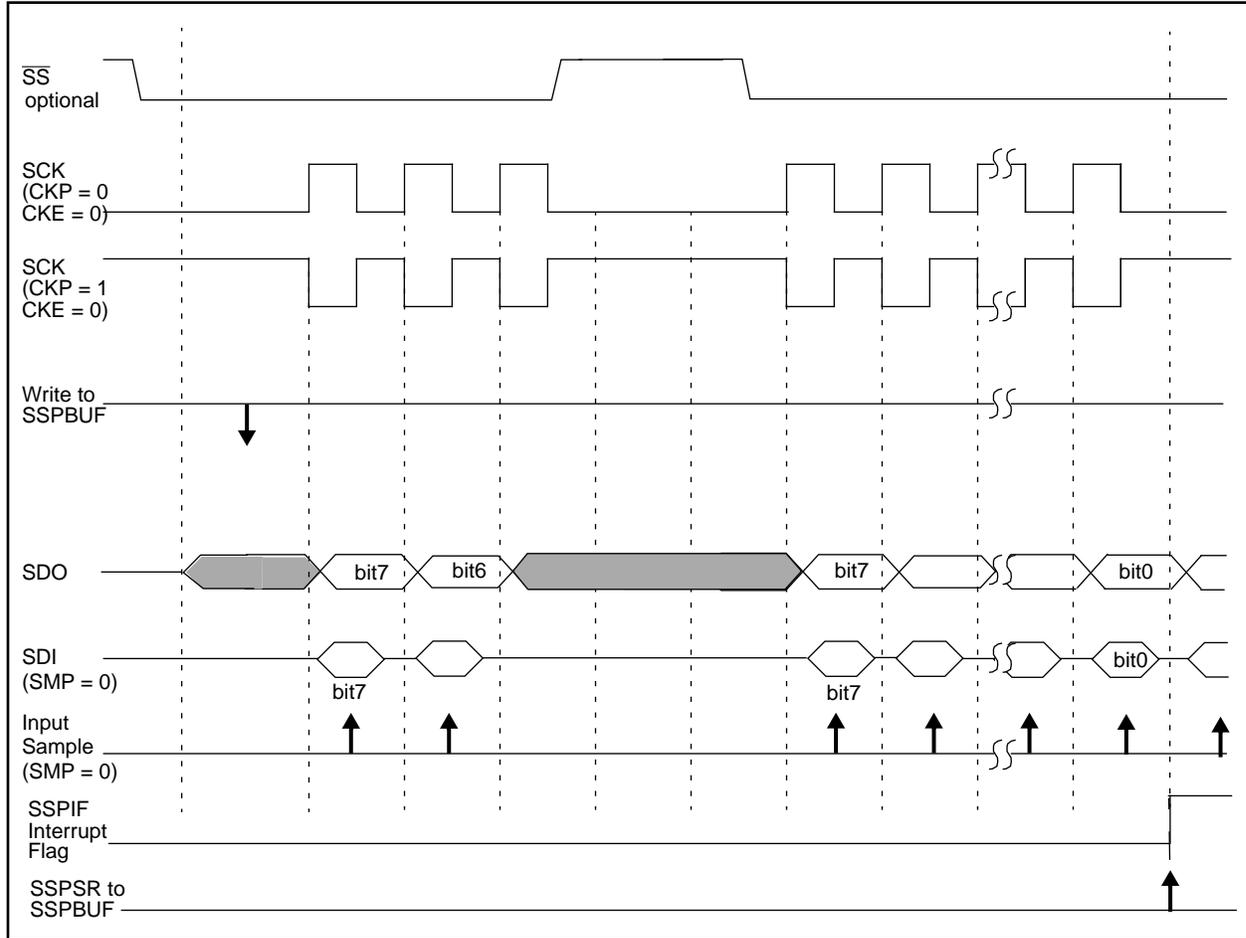 SS
optional
SCK
(CKP = 0
CKE = 0)
SCK
(CKP = 1
CKE = 0)
Write to
SSPBUF
SDO
bit7
bit6
bit7
bit0
SDI
(SMP = 0)
bit7
bit7
bit0
Input
Sample
(SMP = 0)
SSPIF
Interrupt
Flag
SSPSR to
SSPBUF